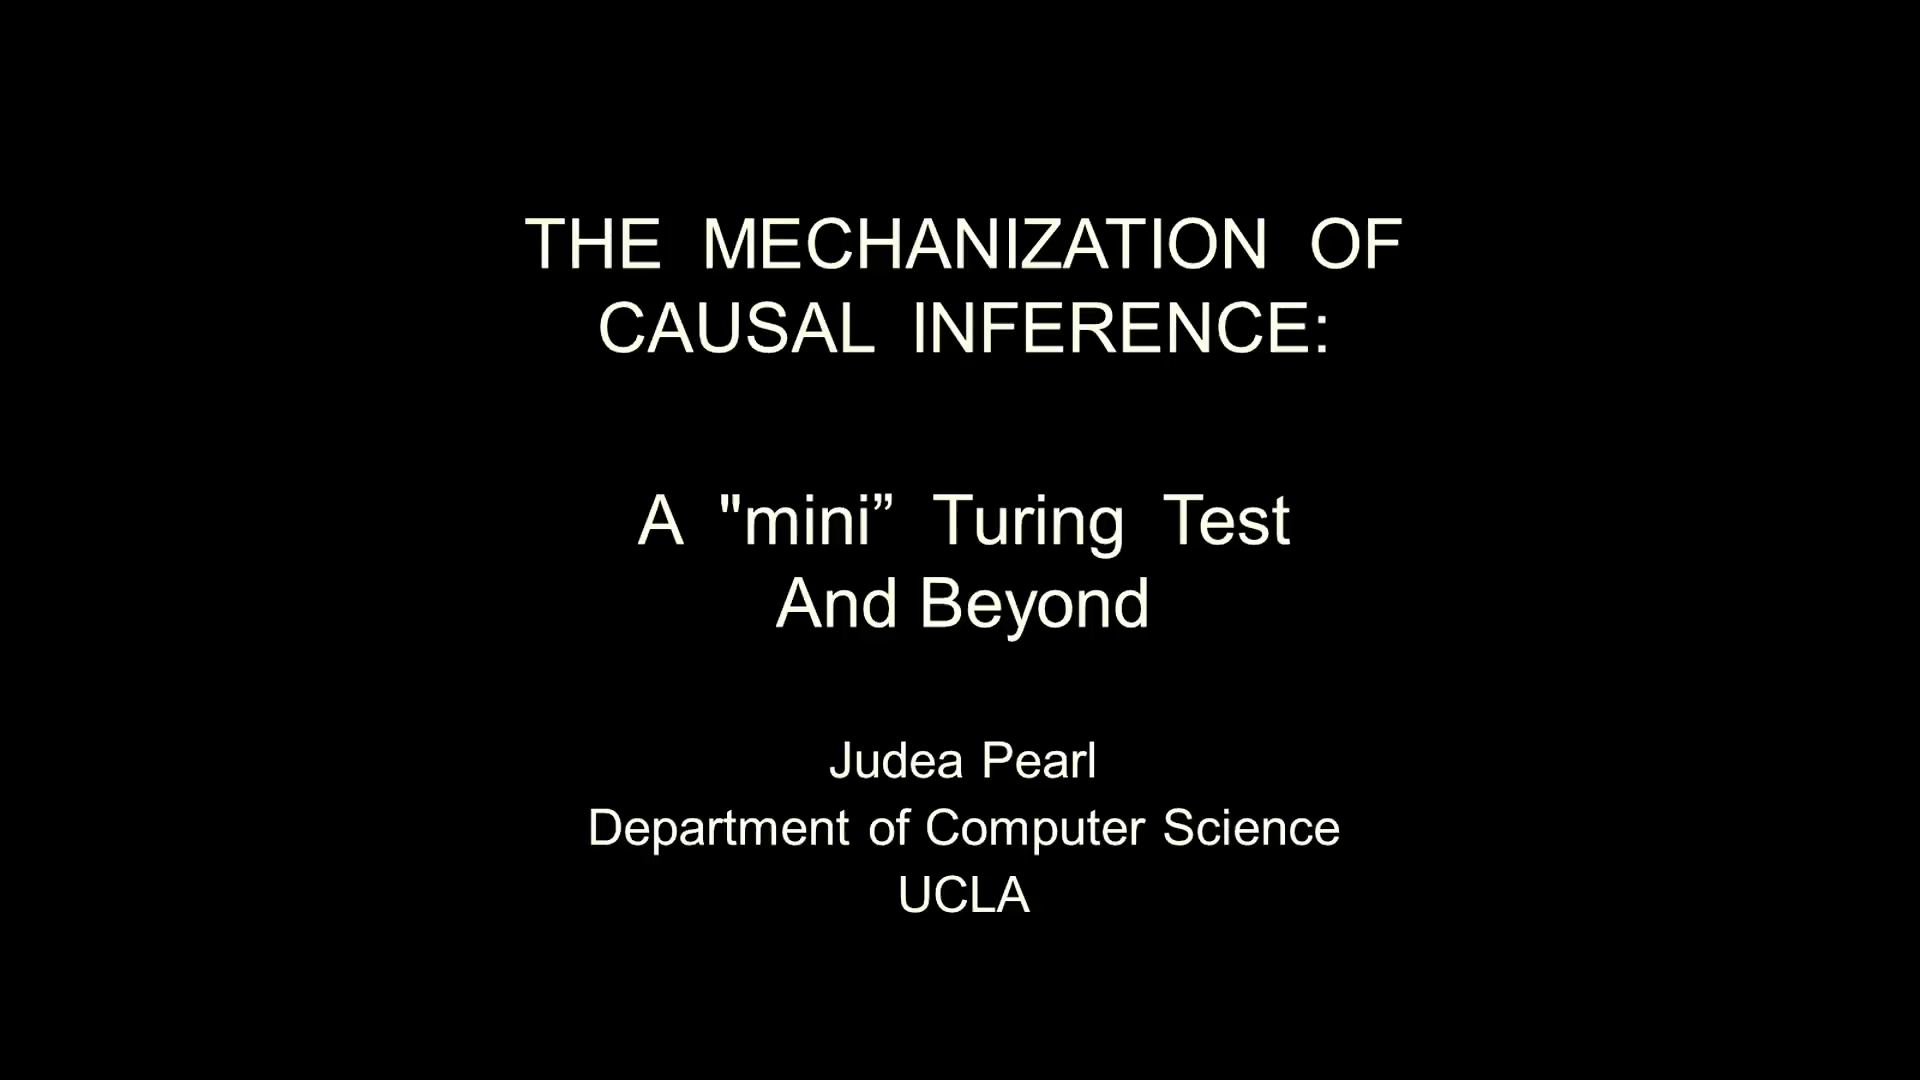 THE MECHANIZATION OF
CAUSAL INFERENCE:
A "mini” Turing Test
And Beyond
Judea Pearl
Department of Computer Science
UCLA